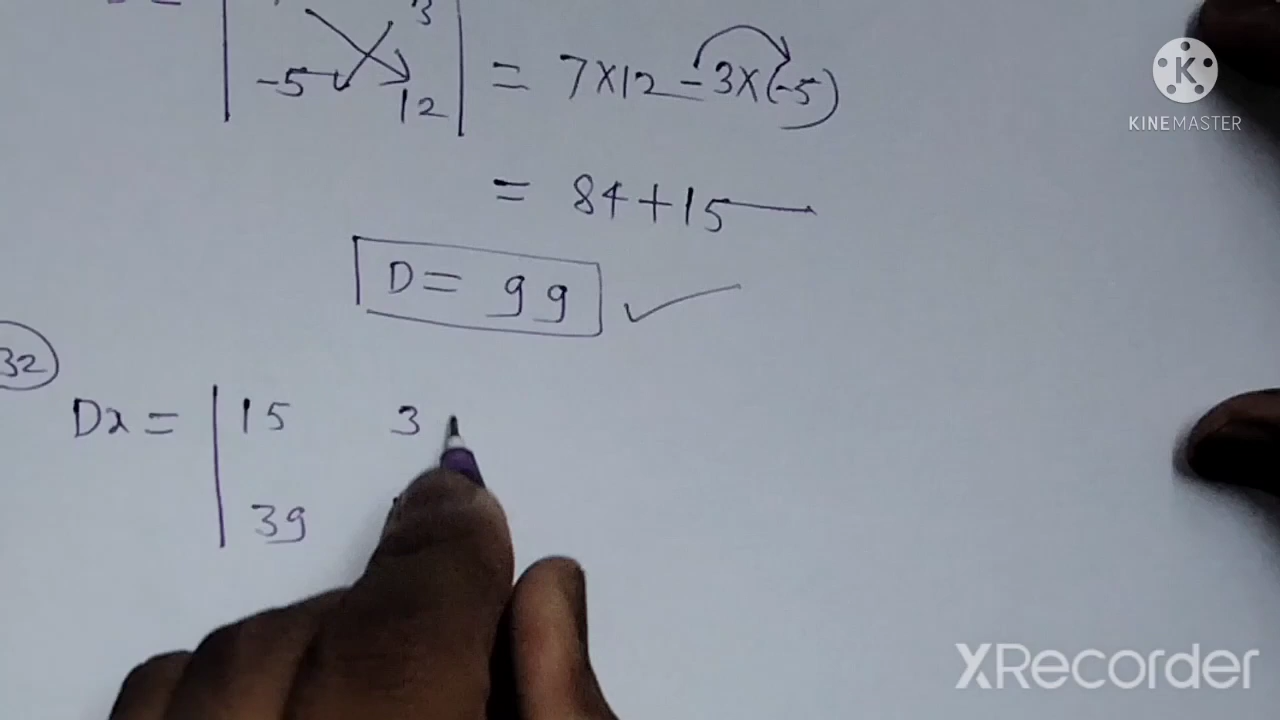 3
-5 12 = 7×12-3×(-5)
= 84+15
D= 99
32
Dx= 15 3
39
KINEMASTER
XRecorder